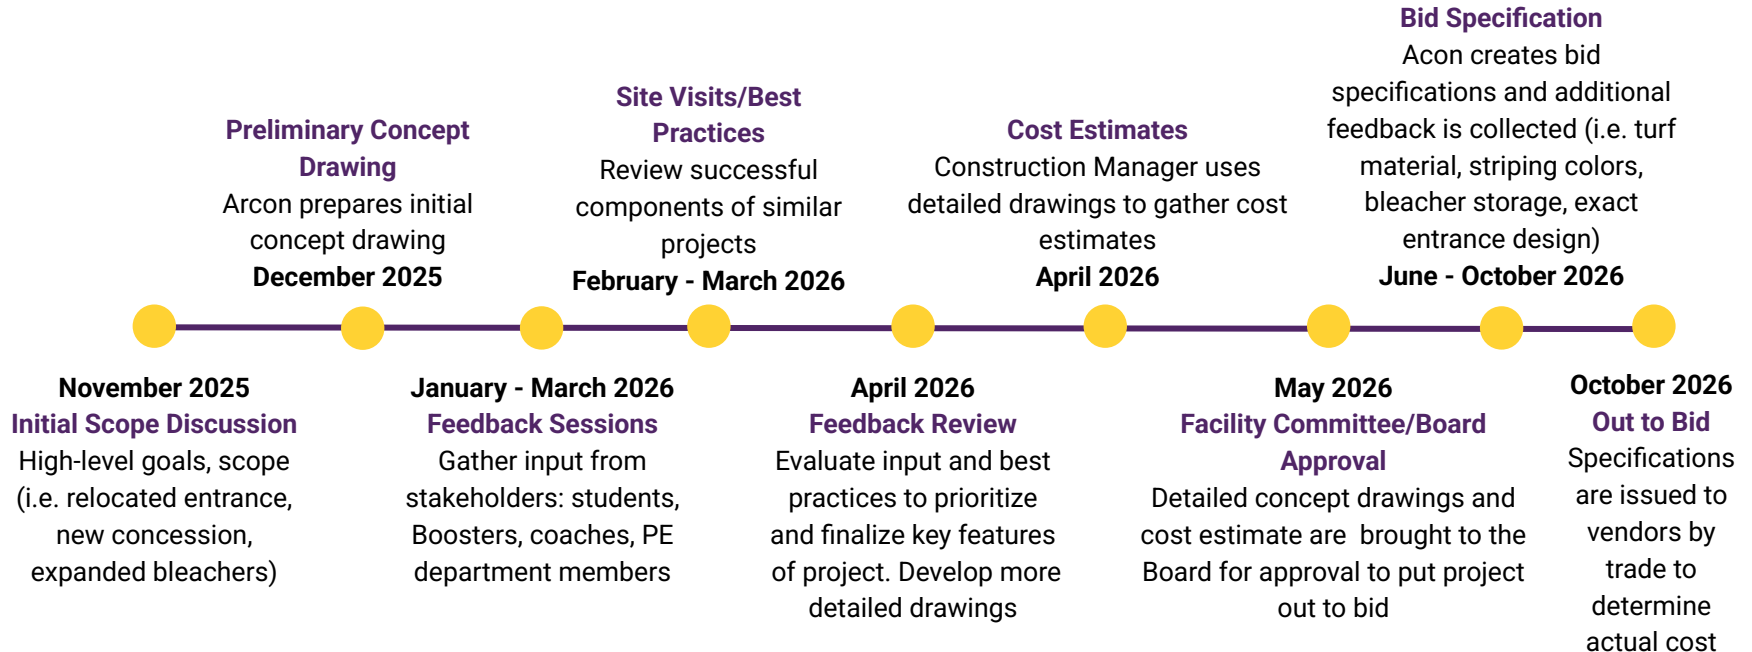 November 2025
Initial Scope Discussion
High-level goals, scope
(i.e. relocated entrance,
new concession,
expanded bleachers)
Preliminary Concept
Drawing
Arcon prepares initial
concept drawing
December 2025
January - March 2026
Feedback Sessions
Gather input from
stakeholders: students,
Boosters, coaches, PE
department members
Site Visits/Best
Practices
Review successful
components of similar
projects
February - March 2026
April 2026
Feedback Review
Evaluate input and best
practices to prioritize
and finalize key features
of project. Develop more
detailed drawings
Cost Estimates
Construction Manager uses
detailed drawings to gather cost
estimates
April 2026
May 2026
Facility Committee/Board
Approval
Detailed concept drawings and
cost estimate are  brought to the
Board for approval to put project
out to bid
Bid Specification
Acon creates bid
specifications and additional
feedback is collected (i.e. turf
material, striping colors,
bleacher storage, exact
entrance design)
June - October 2026
October 2026
Out to Bid
Specifications
are issued to
vendors by
trade to
determine
actual cost